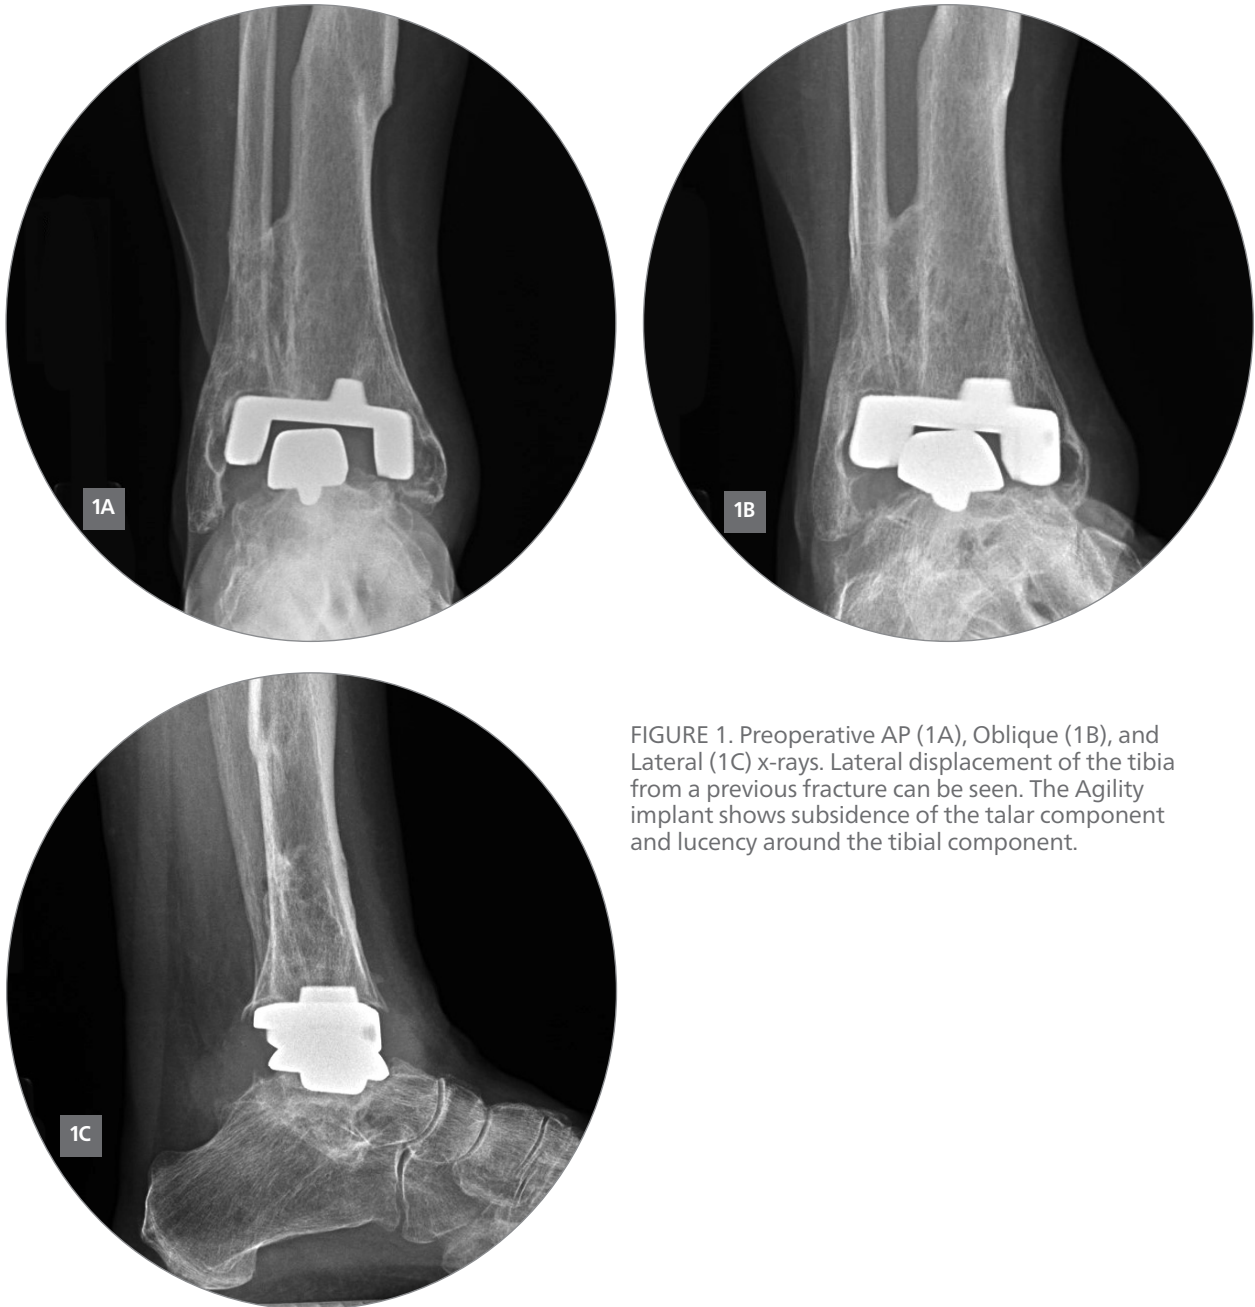 1A
1B
1C
FIGURE 1. Preoperative AP (1A), Oblique (1B), and
Lateral (1C) x-rays. Lateral displacement of the tibia
from a previous fracture can be seen. The Agility
implant shows subsidence of the talar component
and lucency around the tibial component.